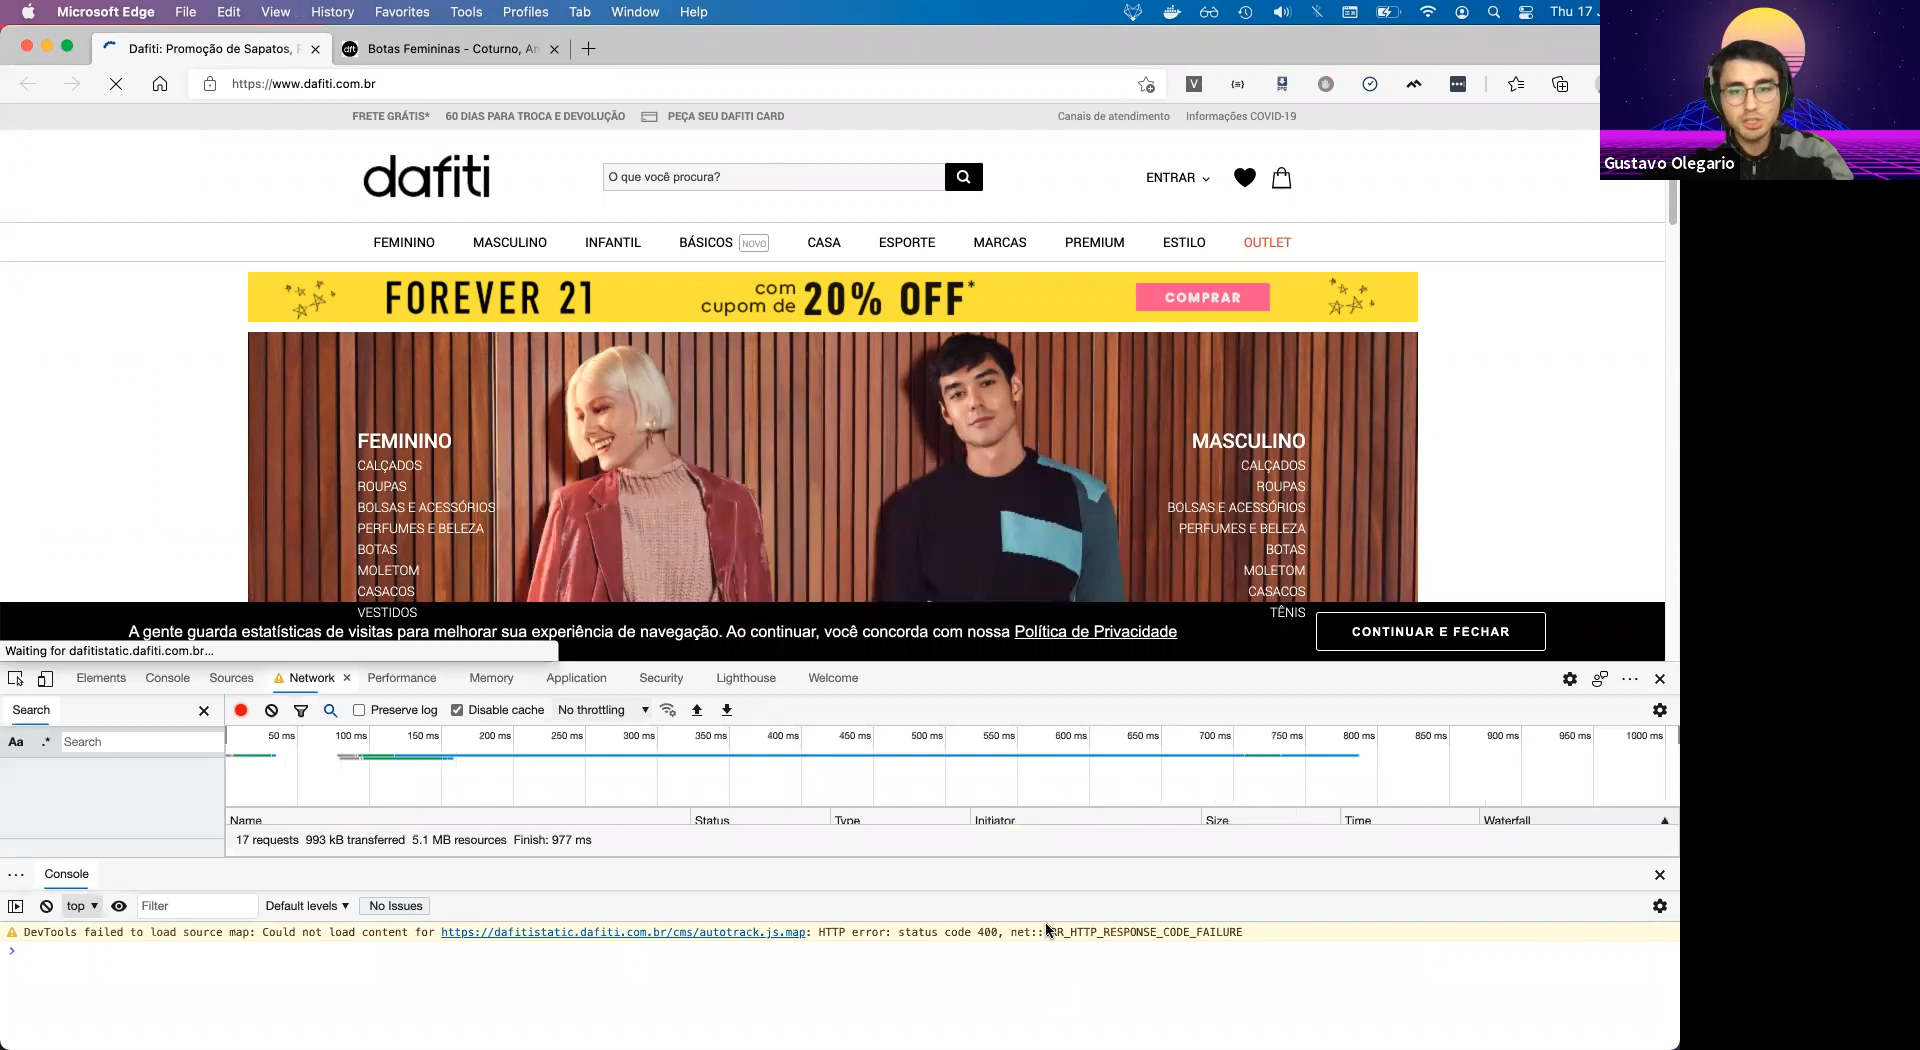 Microsoft Edge File Edit View History Favorites Tools Profiles Tab Window Help Thu 17
Dafiti: Promoção de Sapatos, Botas Femininas - Coturno, An
https://www.dafiti.com.br
Gustavo Olegario
FRETE GRÁTIS* 60 DIAS PARA TROCA E DEVOLUÇÃO PEÇA SEU DAFITI CARD Canais de atendimento Informações COVID-19
dafiti O que você procura? ENTRAR
FEMININO MASCULINO INFANTIL BÁSICOS NOVO CASA ESPORTE MARCAS PREMIUM ESTILO OUTLET
FOREVER 21 com cupom de 20% OFF* COMPRAR
FEMININO
CALÇADOS
ROUPAS
BOLSAS E ACESSÓRIOS
PERFUMES E BELEZA
BOTAS
MOLETOM
CASACOS
VESTIDOS
MASCULINO
CALÇADOS
ROUPAS
BOLSAS E ACESSÓRIOS
PERFUMES E BELEZA
BOTAS
MOLETOM
CASACOS
TÊNIS
A gente guarda estatísticas de visitas para melhorar sua experiência de navegação. Ao continuar, você concorda com nossa Política de Privacidade CONTINUAR E FECHAR
Waiting for dafitistatic.dafiti.com.br...
Elements Console Sources Network Performance Memory Application Security Lighthouse Welcome
Search Preserve log Disable cache No throttling
Aa .* Search
50 ms 100 ms 150 ms 200 ms 250 ms 300 ms 350 ms 400 ms 450 ms 500 ms 550 ms 600 ms 650 ms 700 ms 750 ms 800 ms 850 ms 900 ms 950 ms 1000 ms
Name Status Type Initiator Size Time Waterfall
17 requests 993 kB transferred 5.1 MB resources Finish: 977 ms
Console
top Filter Default levels No Issues
DevTools failed to load source map: Could not load content for https://dafitistatic.dafiti.com.br/cms/autotrack.js.map: HTTP error: status code 400, net::ERR_HTTP_RESPONSE_CODE_FAILURE